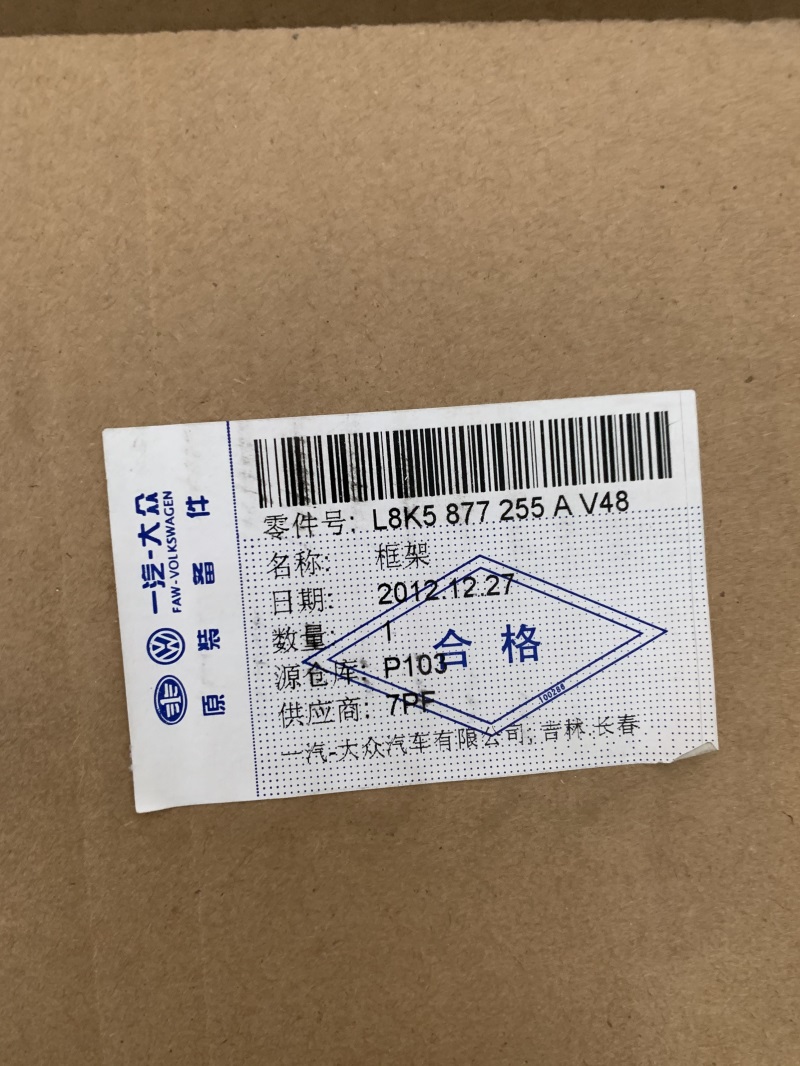 一汽-大众
FAW-VOLKSWAGEN
原装备件
零件号: L8K5 877 255 A V48
名称: 框架
日期: 2012.12.27
数量: 1
源仓库: P103
供应商: 7PF
一汽-大众汽车有限公司, 吉林.长春
合格